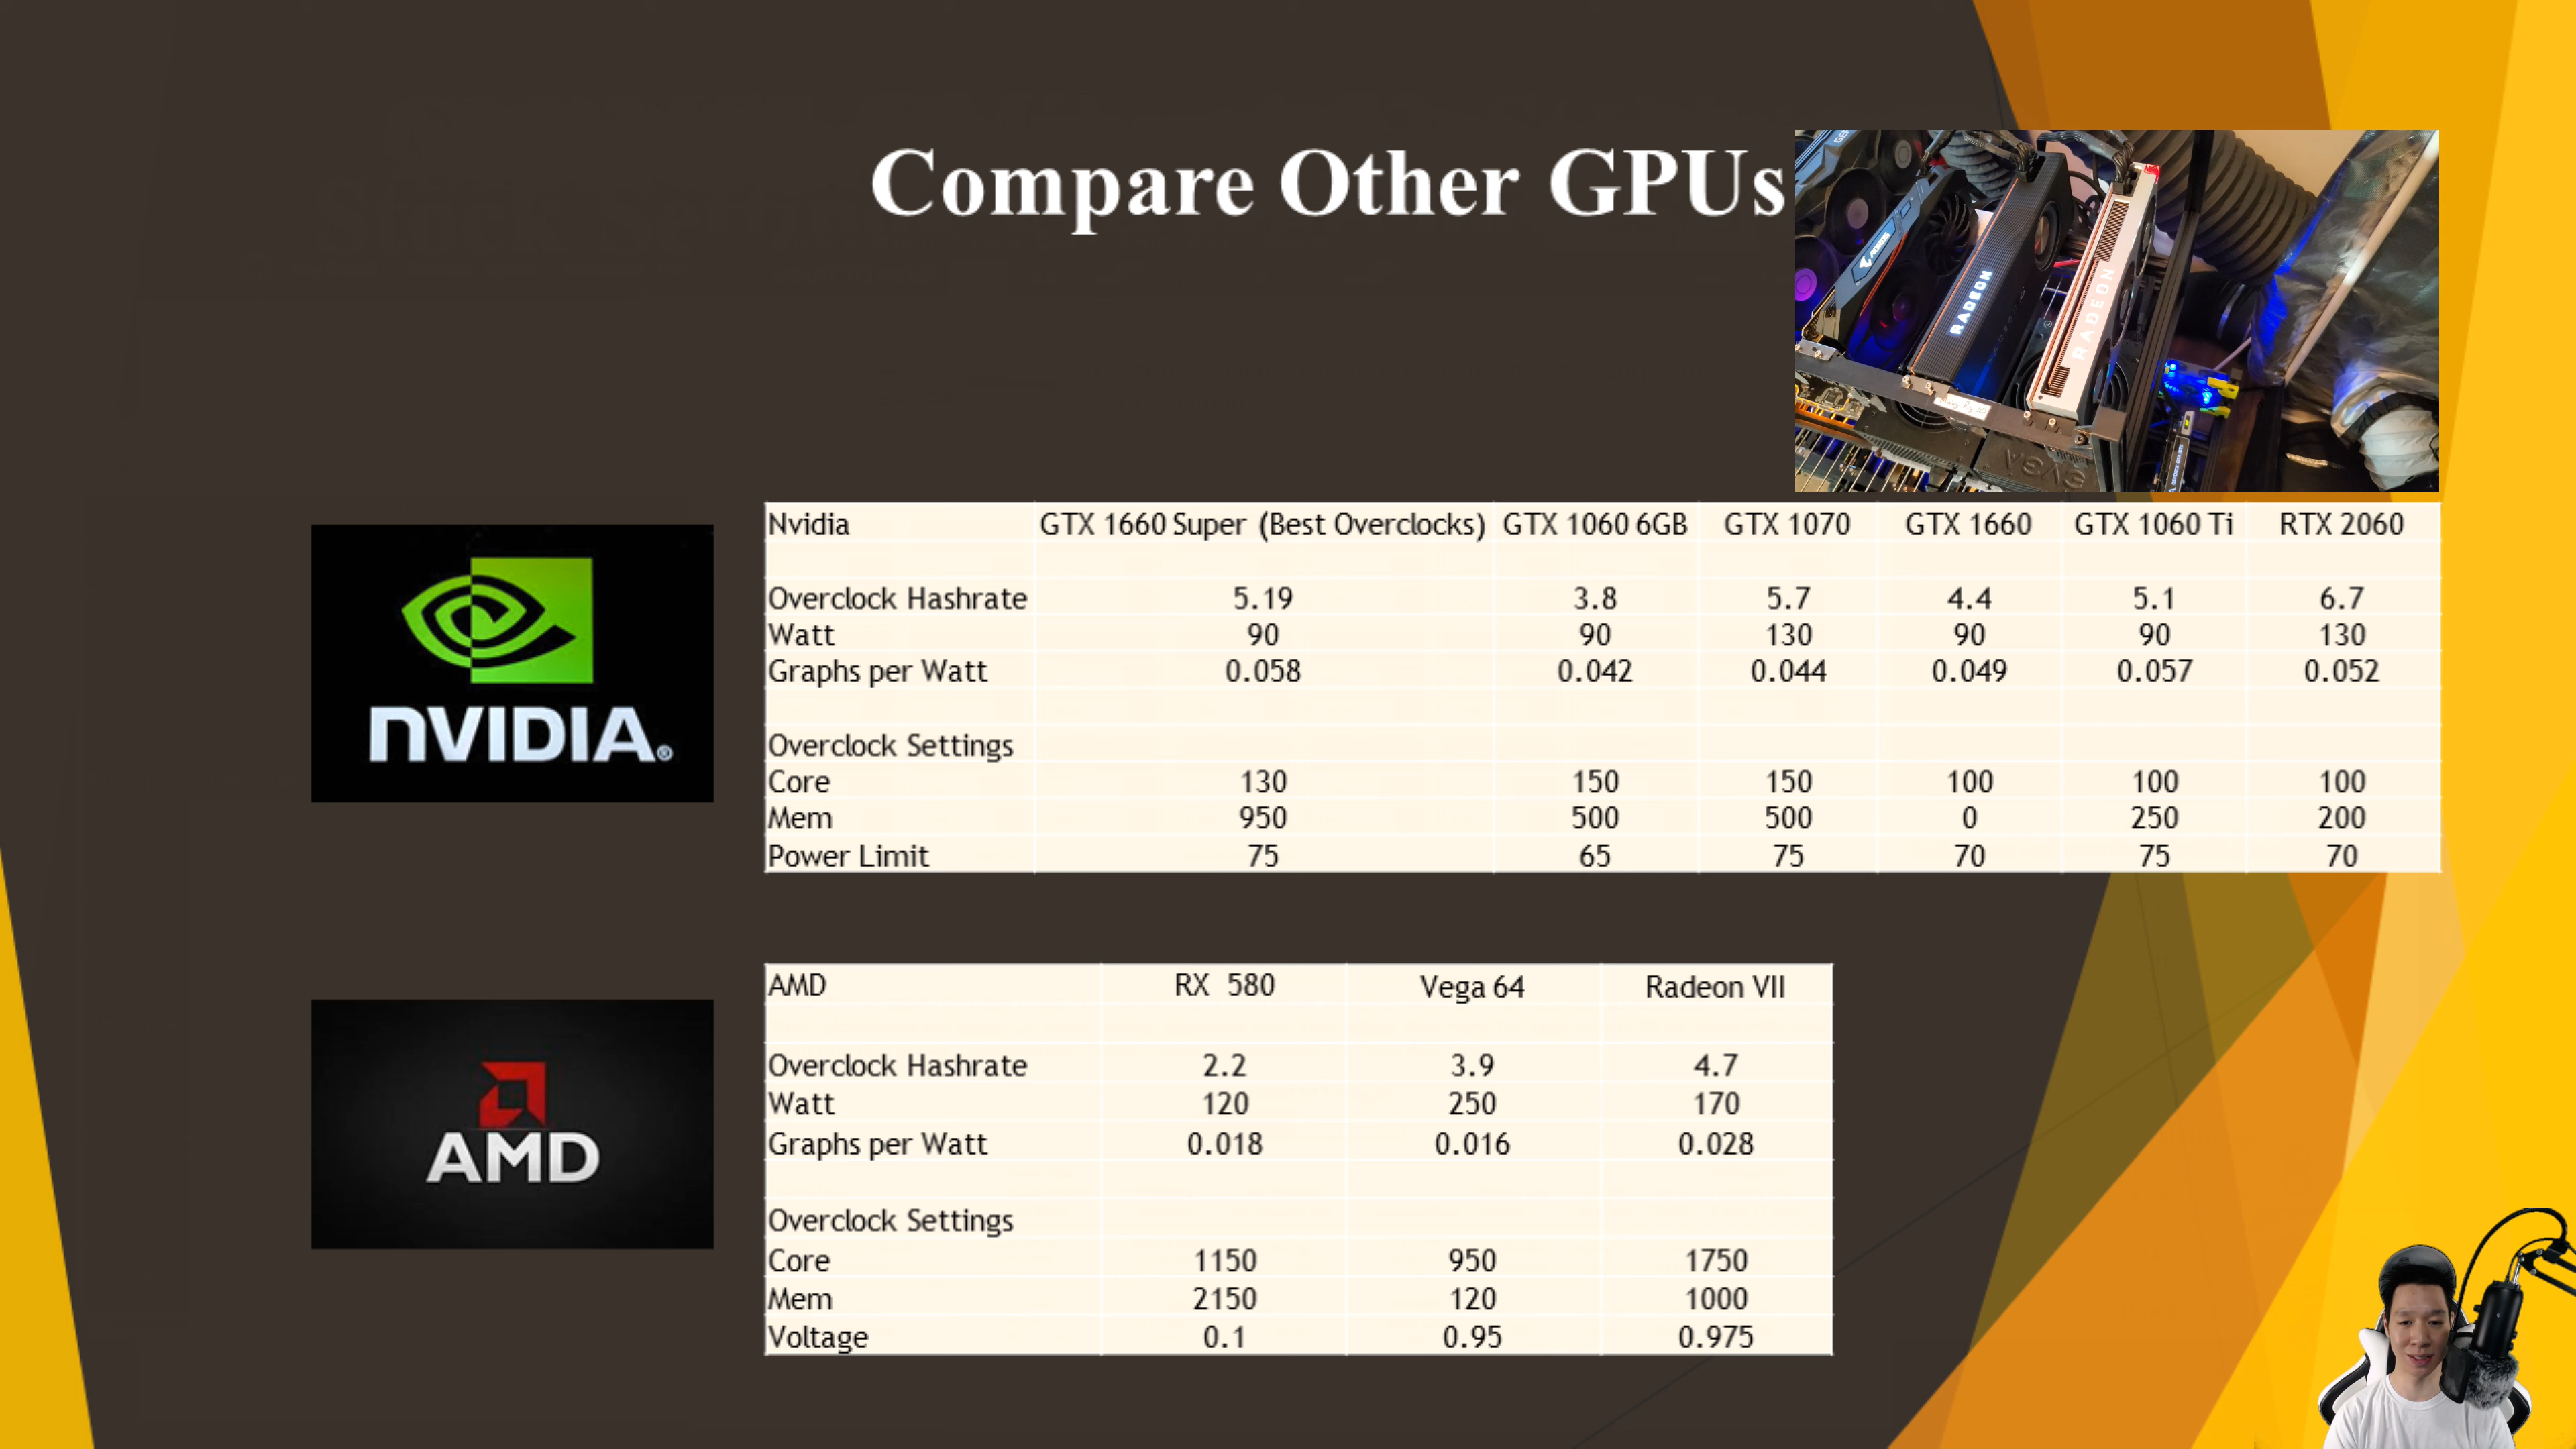 Compare Other GPUs
RADEON
RADEON
EVGA
NVIDIA®
Nvidia GTX 1660 Super (Best Overclocks) GTX 1060 6GB GTX 1070 GTX 1660 GTX 1060 Ti RTX 2060
Overclock Hashrate 5.19 3.8 5.7 4.4 5.1 6.7
Watt 90 90 130 90 90 130
Graphs per Watt 0.058 0.042 0.044 0.049 0.057 0.052
Overclock Settings
Core 130 150 150 100 100 100
Mem 950 500 500 0 250 200
Power Limit 75 65 75 70 75 70
AMD
AMD RX 580 Vega 64 Radeon VII
Overclock Hashrate 2.2 3.9 4.7
Watt 120 250 170
Graphs per Watt 0.018 0.016 0.028
Overclock Settings
Core 1150 950 1750
Mem 2150 120 1000
Voltage 0.1 0.95 0.975